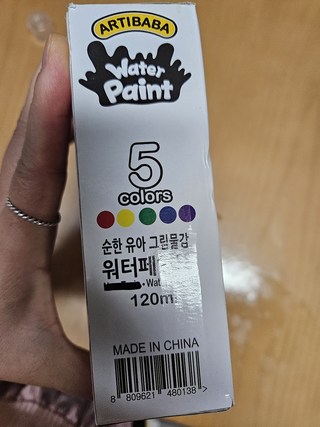 ARTIBABA
Water
Paint
5
colors
순한 유아 그림물감
워터페
120m
MADE IN CHINA
8 809621 480138 >